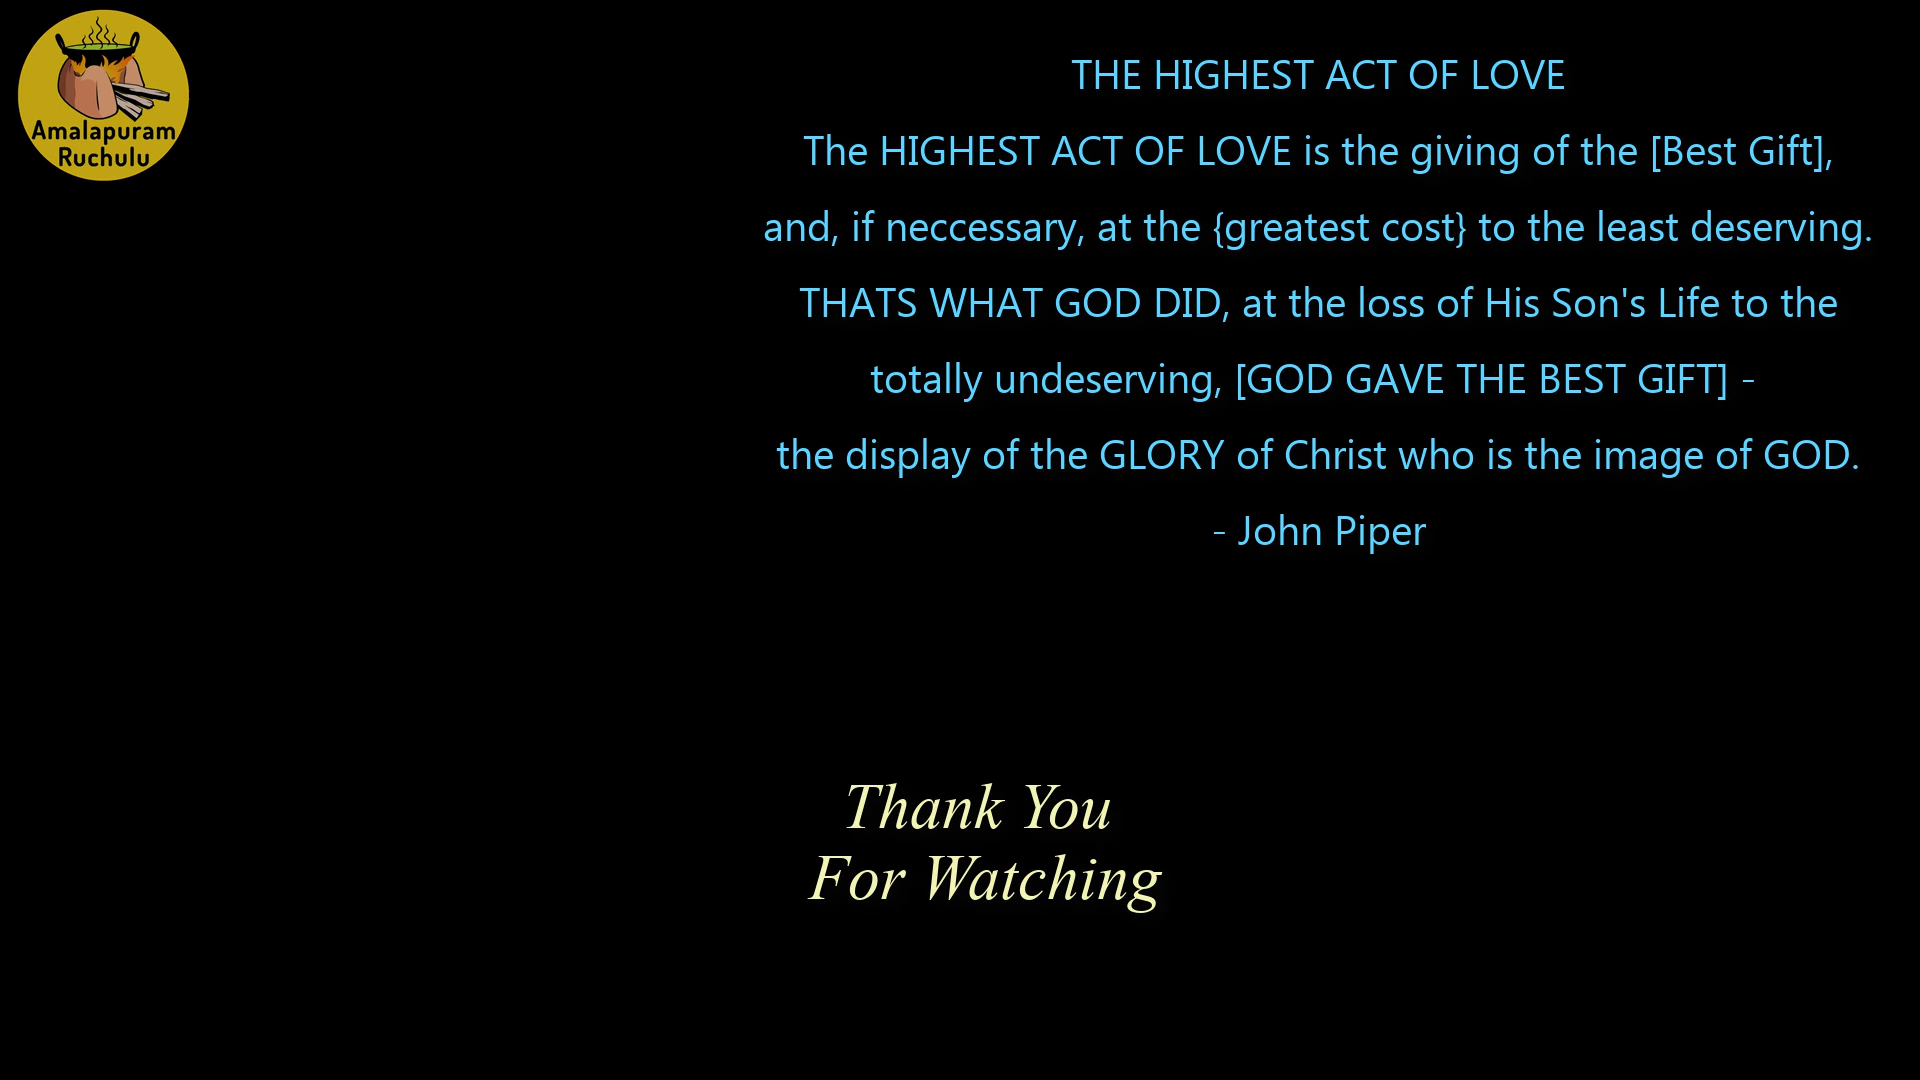 Amalapuram
Ruchulu
THE HIGHEST ACT OF LOVE
The HIGHEST ACT OF LOVE is the giving of the [Best Gift],
and, if neccessary, at the {greatest cost} to the least deserving.
THATS WHAT GOD DID, at the loss of His Son's Life to the
totally undeserving, [GOD GAVE THE BEST GIFT] -
the display of the GLORY of Christ who is the image of GOD.
- John Piper
Thank You
For Watching